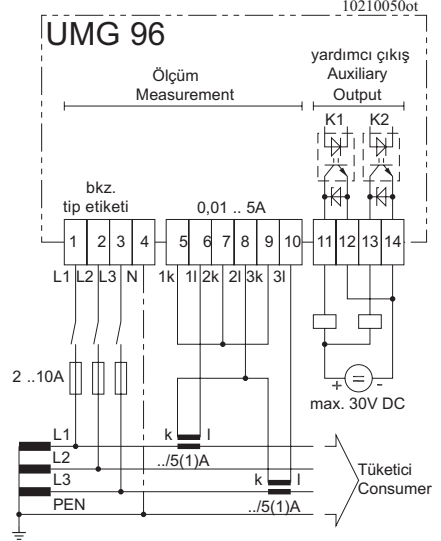 10210050ot
UMG 96
yardımcı çıkış
Auxiliary
Output
Ölçüm
Measurement
K1 K2
bkz.
tip etiketi
0,01 .. 5A
1 2 3 4 5 6 7 8 9 10 11 12 13 14
L1 L2 L3 N 1k 1l 2k 2l 3k 3l
2 ..10A
+ = -
max. 30V DC
L1 k l
L2 ../5(1)A
L3 k l
PEN ../5(1)A
Tüketici
Consumer